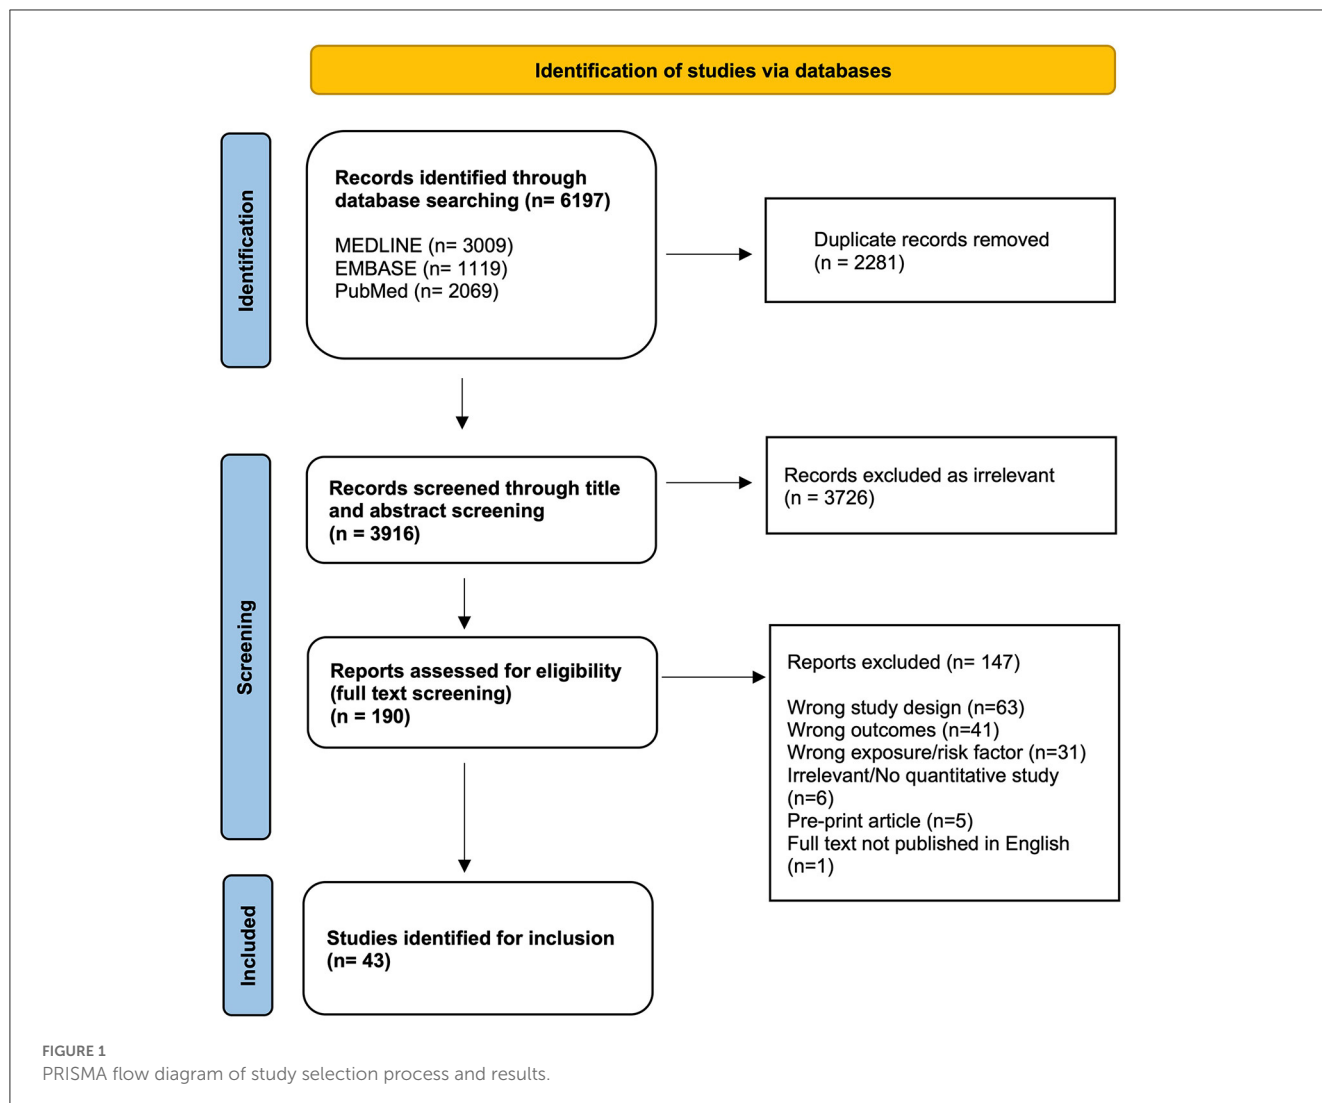 Identification of studies via databases
Identification
Records identified through
database searching (n= 6197)
MEDLINE (n= 3009)
EMBASE (n= 1119)
PubMed (n= 2069)
Duplicate records removed
(n = 2281)
Screening
Records screened through title
and abstract screening
(n = 3916)
Records excluded as irrelevant
(n = 3726)
Reports assessed for eligibility
(full text screening)
(n = 190)
Reports excluded (n= 147)
Wrong study design (n=63)
Wrong outcomes (n=41)
Wrong exposure/risk factor (n=31)
Irrelevant/No quantitative study
(n=6)
Pre-print article (n=5)
Full text not published in English
(n=1)
Included
Studies identified for inclusion
(n= 43)
FIGURE 1
PRISMA flow diagram of study selection process and results.